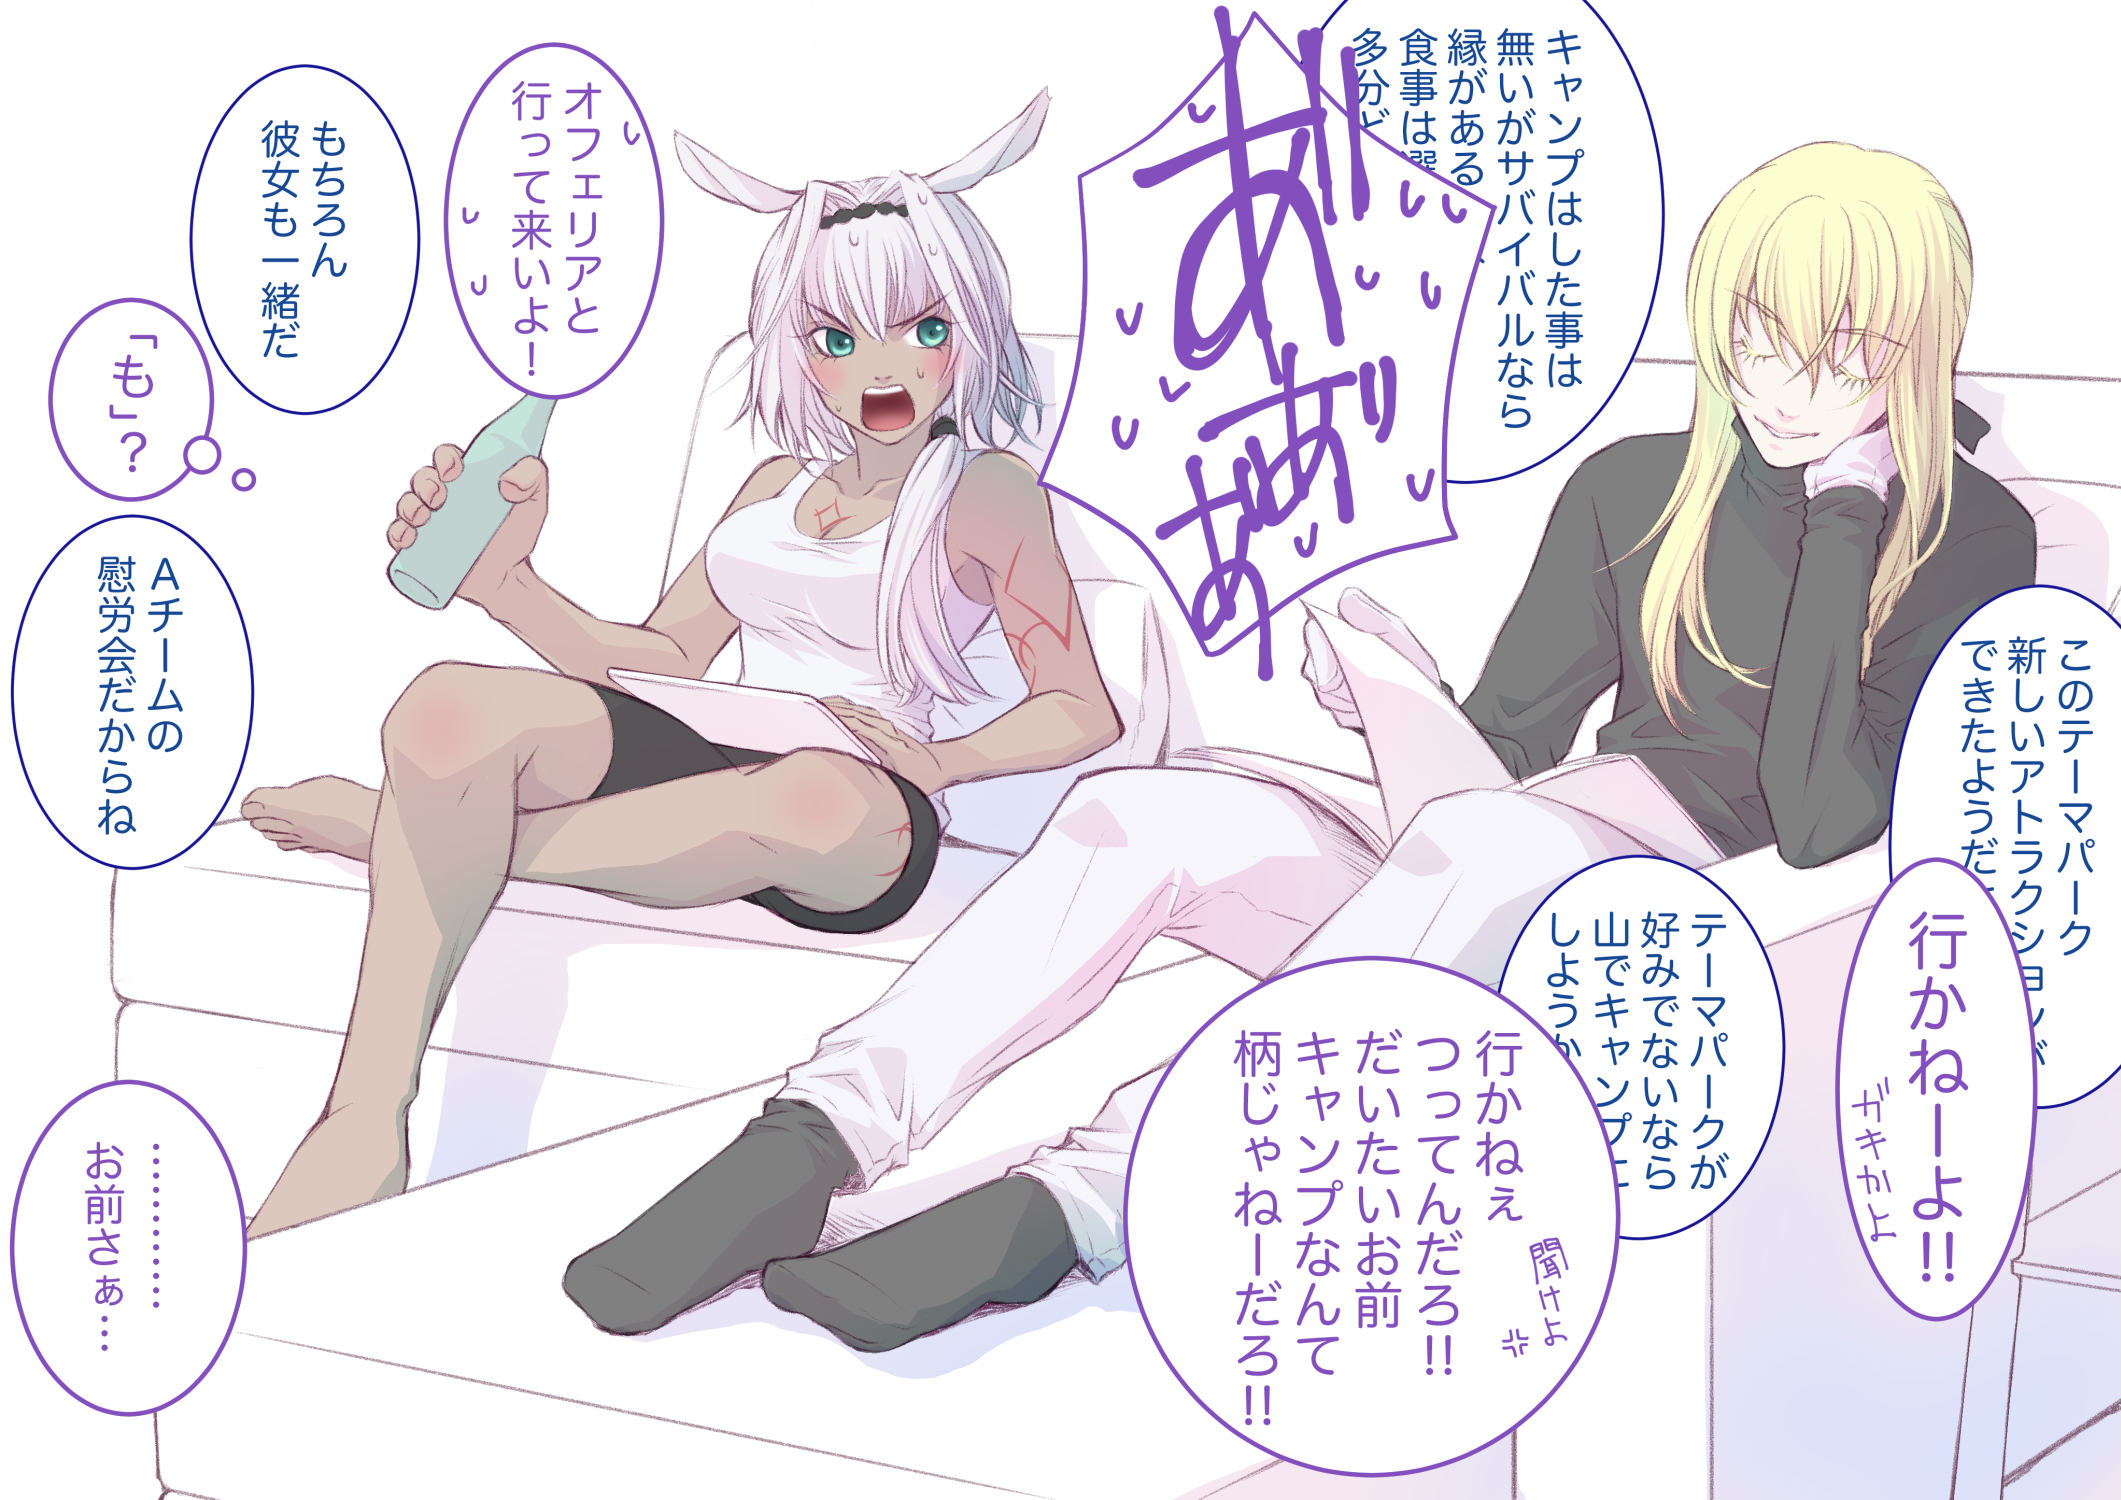 このテーマパーク
新しいアトラクションが
できたようだ
行かねーよ!!
ガキかよ
テーマパークが
好みでないなら
山でキャンプに
しようか
行かねぇ
つってんだろ!!
だいたいお前
キャンプなんて
柄じゃねーだろ!!
聞けよ
キャンプはした事は
無いがサバイバルなら
縁がある
食事は選
多分ど
あ゛
あ゛ぁ
オフェリアと
行って来いよ!
もちろん
彼女も一緒だ
「も」?
Aチームの
慰労会だからね
…………
お前さぁ…